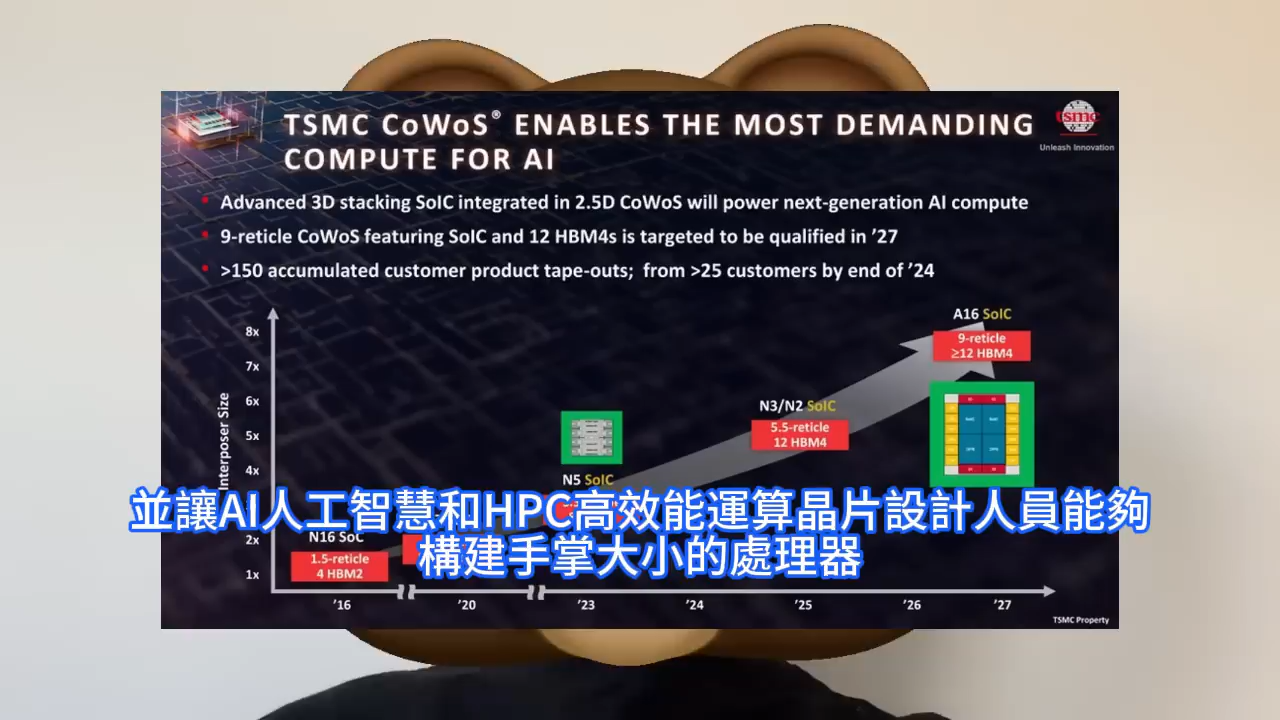 TSMC CoWoS® ENABLES THE MOST DEMANDING
COMPUTE FOR AI
tsmc
Unleash Innovation
• Advanced 3D stacking SoIC integrated in 2.5D CoWoS will power next-generation AI compute
• 9-reticle CoWoS featuring SoIC and 12 HBM4s is targeted to be qualified in ’27
• >150 accumulated customer product tape-outs; from >25 customers by end of ’24
Interposer Size
8x
7x
6x
5x
4x
2x
1x
A16 SoIC
9-reticle
≥12 HBM4
N3/N2 SoIC
5.5-reticle
12 HBM4
N5 SoIC
N16 SoC
1.5-reticle
4 HBM2
並讓AI人工智慧和HPC高效能運算晶片設計人員能夠
構建手掌大小的處理器
’16
’20
’23
’24
’25
’26
’27
TSMC Property